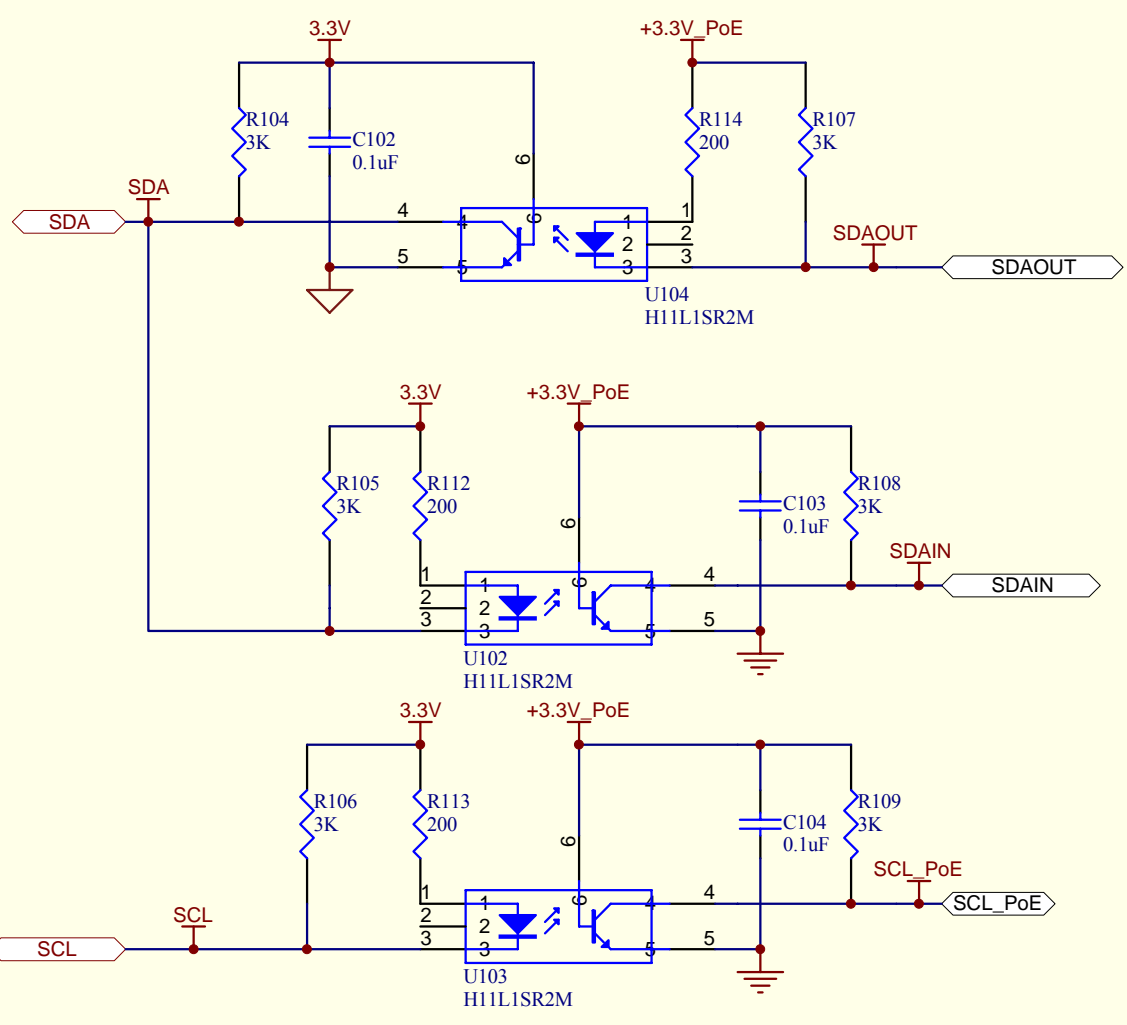 3.3V
+3.3V_PoE
R104
3K
C102
0.1uF
R114
200
R107
3K
6
SDA
SDA
4
4
5
5
6
1
1
2
2
3
3
SDAOUT
SDAOUT
U104
H11L1SR2M
3.3V
+3.3V_PoE
R105
3K
R112
200
C103
0.1uF
R108
3K
6
1
1
2
2
3
3
6
4
4
5
5
SDAIN
SDAIN
U102
H11L1SR2M
3.3V
+3.3V_PoE
R106
3K
R113
200
C104
0.1uF
R109
3K
6
SCL
SCL
1
1
2
2
3
3
6
4
4
5
5
SCL_PoE
SCL_PoE
U103
H11L1SR2M